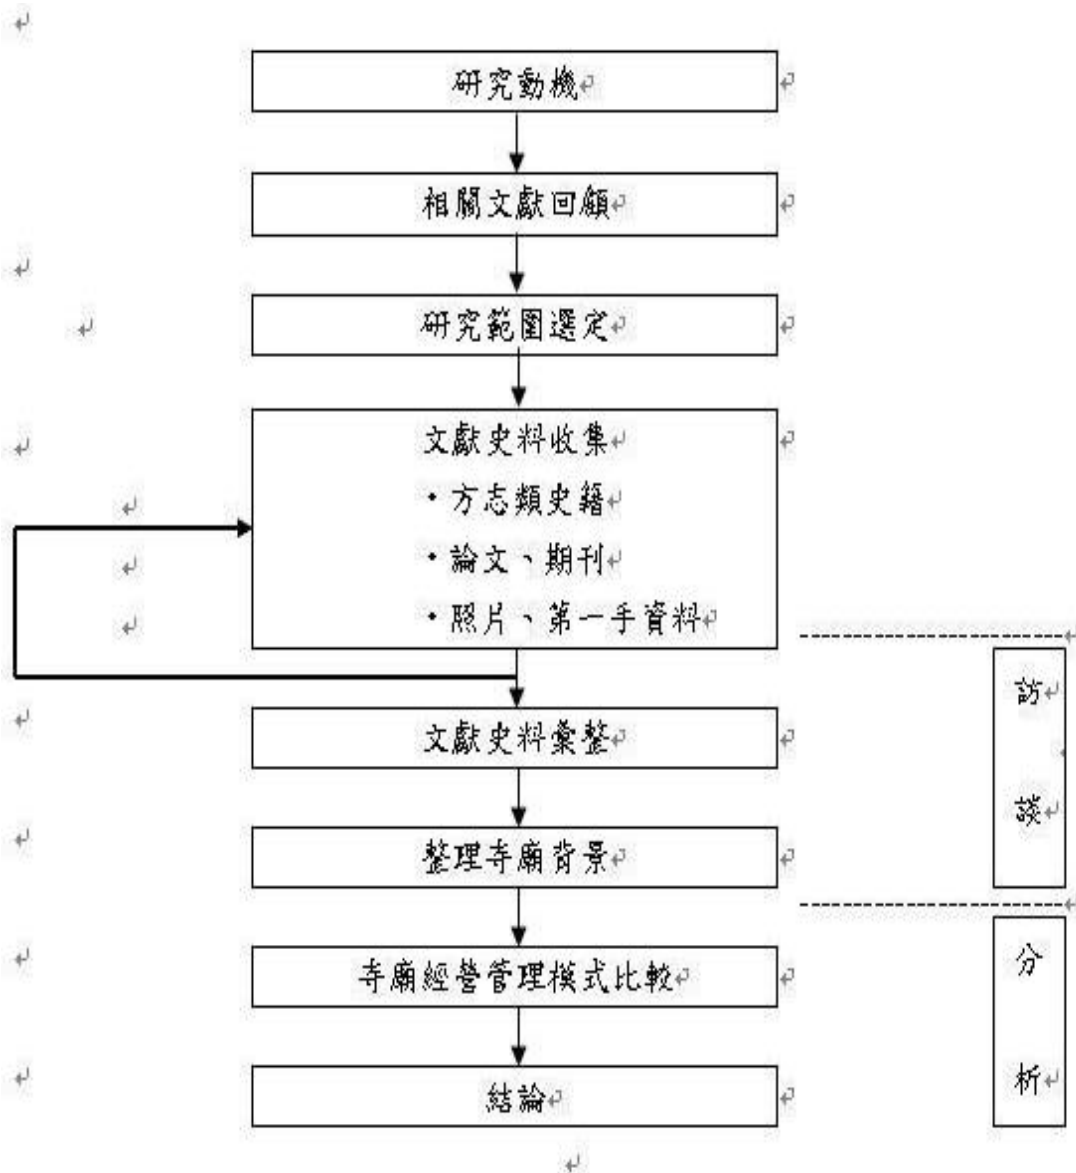 研究動機
相關文獻回顧
研究範圍選定
文獻史料收集
・方志類史籍
・論文、期刊
・照片、第一手資料
文獻史料彙整
整理寺廟背景
寺廟經營管理模式比較
結論
訪
談
分
析